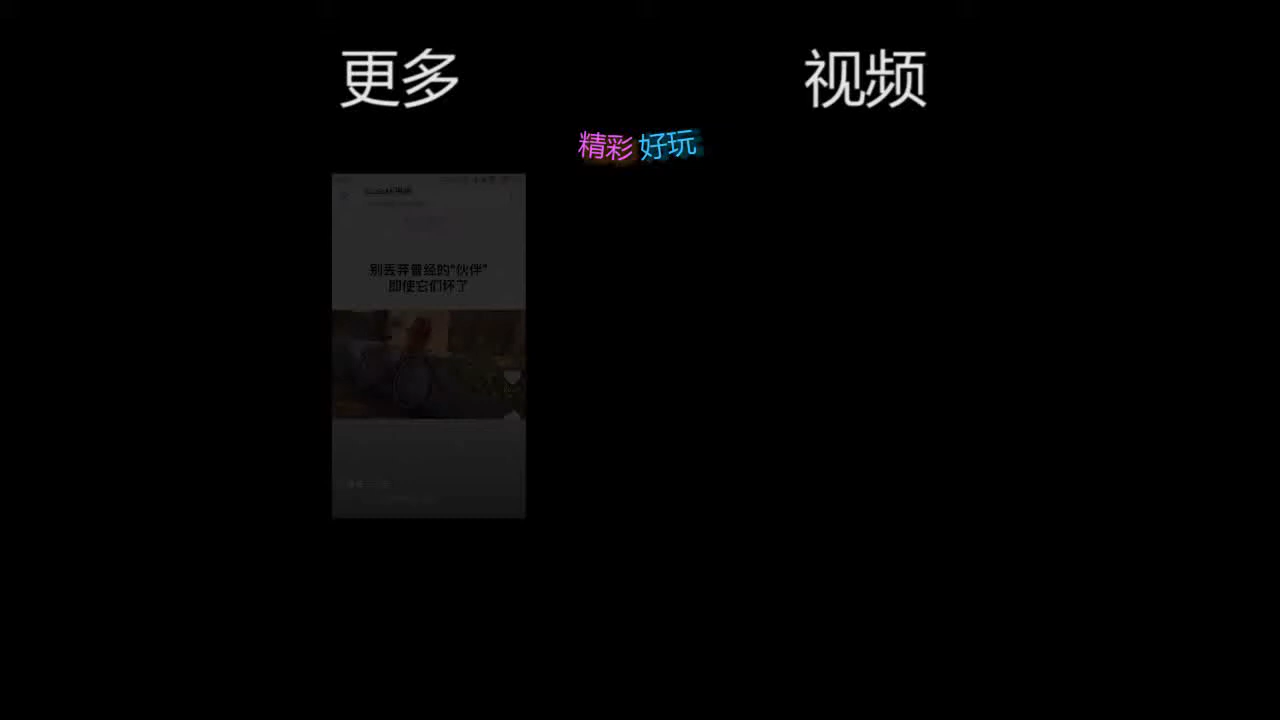 更多 视频
精彩 好玩
别丢弃曾经的“伙伴”
即使它们坏了